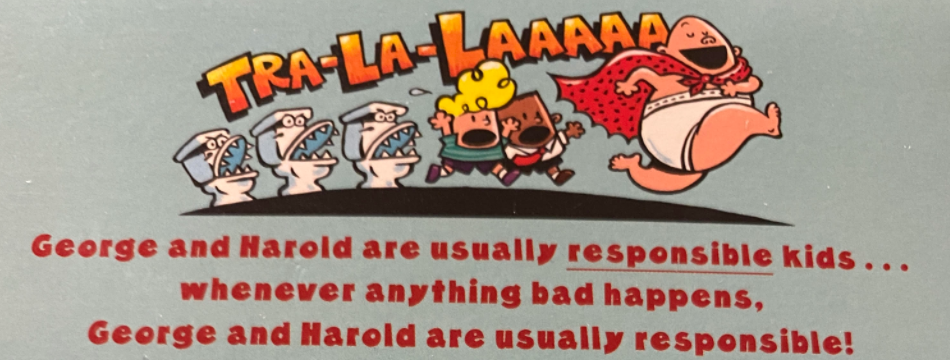 TRA-LA-LAAAAA
George and Harold are usually responsible kids...
whenever anything bad happens,
George and Harold are usually responsible!